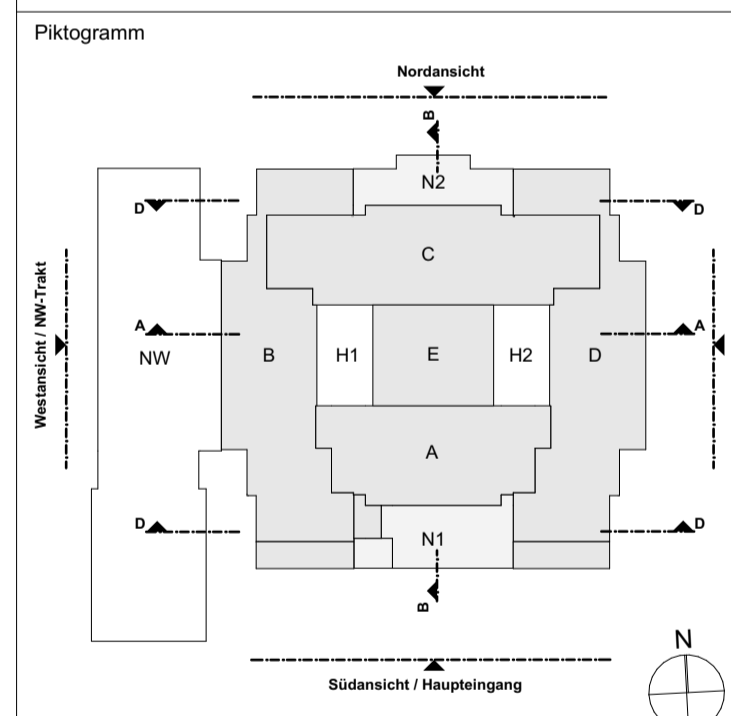 Piktogramm
Nordansicht
B
N2
D
D
C
Westansicht / NW-Trakt
A
A
NW
B
H1
E
H2
D
A
D
D
N1
B
N
Südansicht / Haupteingang